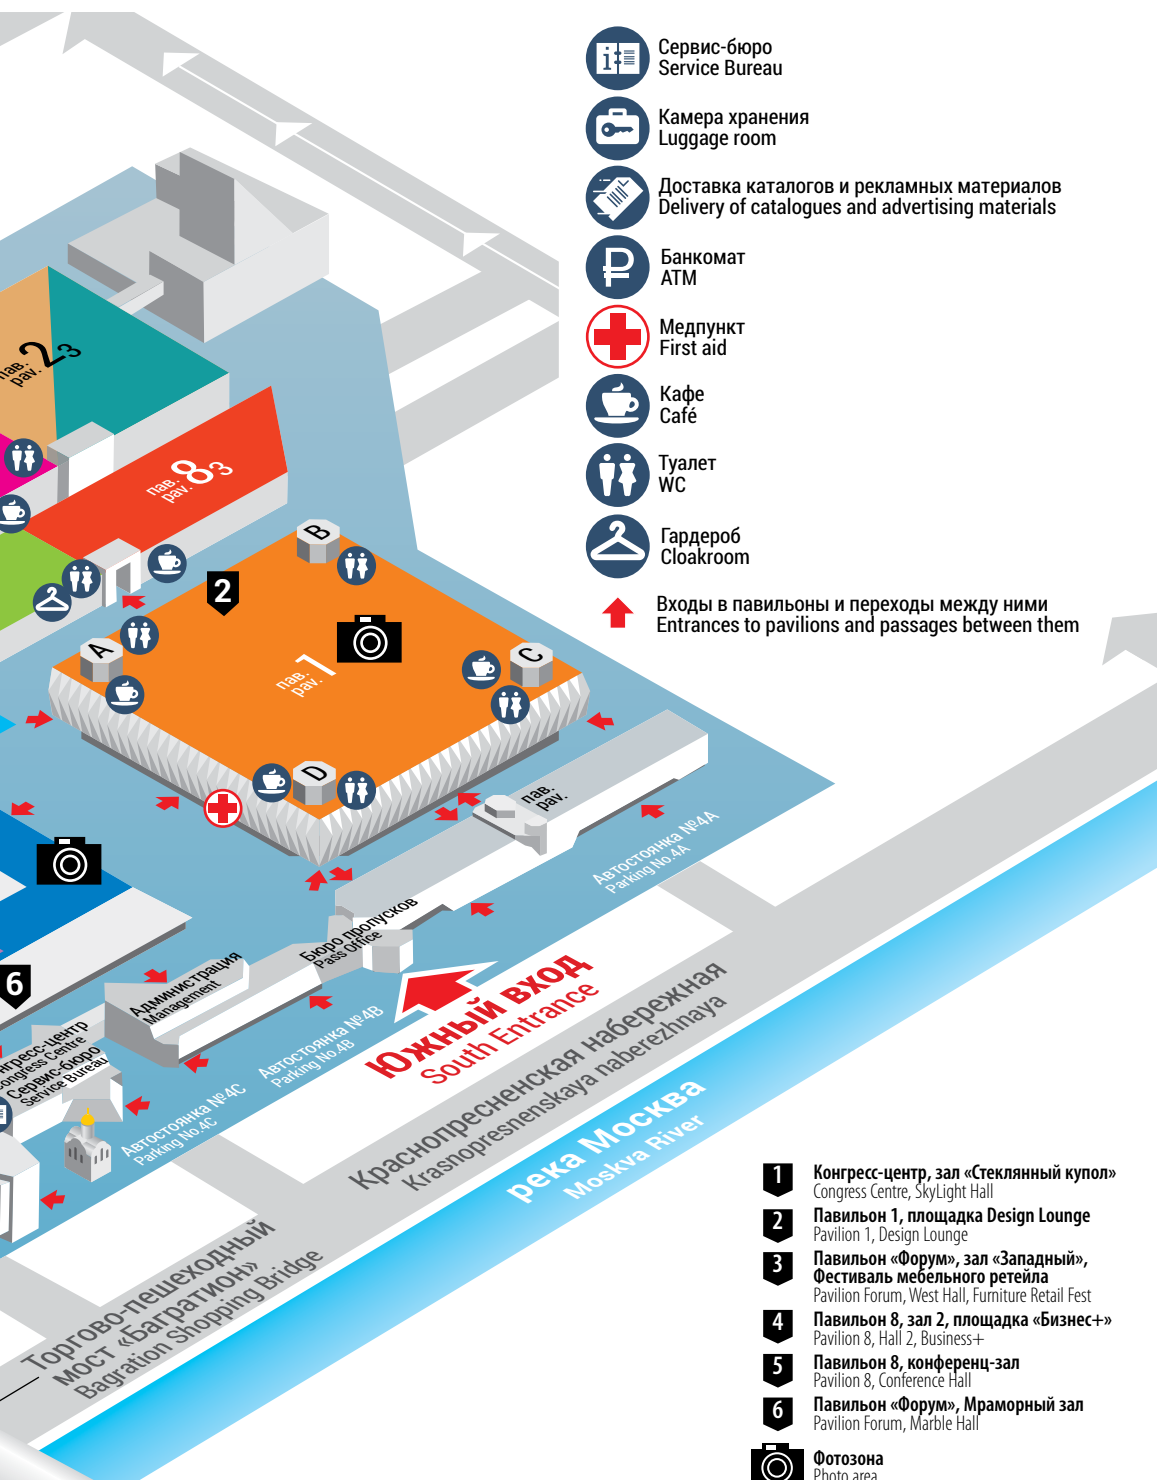 Сервис-бюро
Service Bureau
Камера хранения
Luggage room
Доставка каталогов и рекламных материалов
Delivery of catalogues and advertising materials
Банкомат
ATM
Медпункт
First aid
Кафе
Café
Туалет
WC
Гардероб
Cloakroom
Входы в павильоны и переходы между ними
Entrances to pavilions and passages between them
пав.
pav. 2 3
пав.
pav. 8 3
B
2
A
C
пав.
pav. 1
D
пав.
pav.
Автостоянка №4А
Parking No.4A
Бюро пропусков
Pass Office
6
Администрация
Management
Южный вход
South Entrance
Автостоянка №4В
Parking No.4B
Сервис-бюро
Service Bureau
Автостоянка №4С
Parking No.4C
Краснопресненская набережная
Krasnopresnenskaya naberezhnaya
река Москва
Moskva River
Торгово-пешеходный
мост «Багратион»
Bagration Shopping Bridge
1 Конгресс-центр, зал «Стеклянный купол»
Congress Centre, SkyLight Hall
2 Павильон 1, площадка Design Lounge
Pavilion 1, Design Lounge
3 Павильон «Форум», зал «Западный»,
Фестиваль мебельного ретейла
Pavilion Forum, West Hall, Furniture Retail Fest
4 Павильон 8, зал 2, площадка «Бизнес+»
Pavilion 8, Hall 2, Business+
5 Павильон 8, конференц-зал
Pavilion 8, Conference Hall
6 Павильон «Форум», Мраморный зал
Pavilion Forum, Marble Hall
Фотозона
Photo area